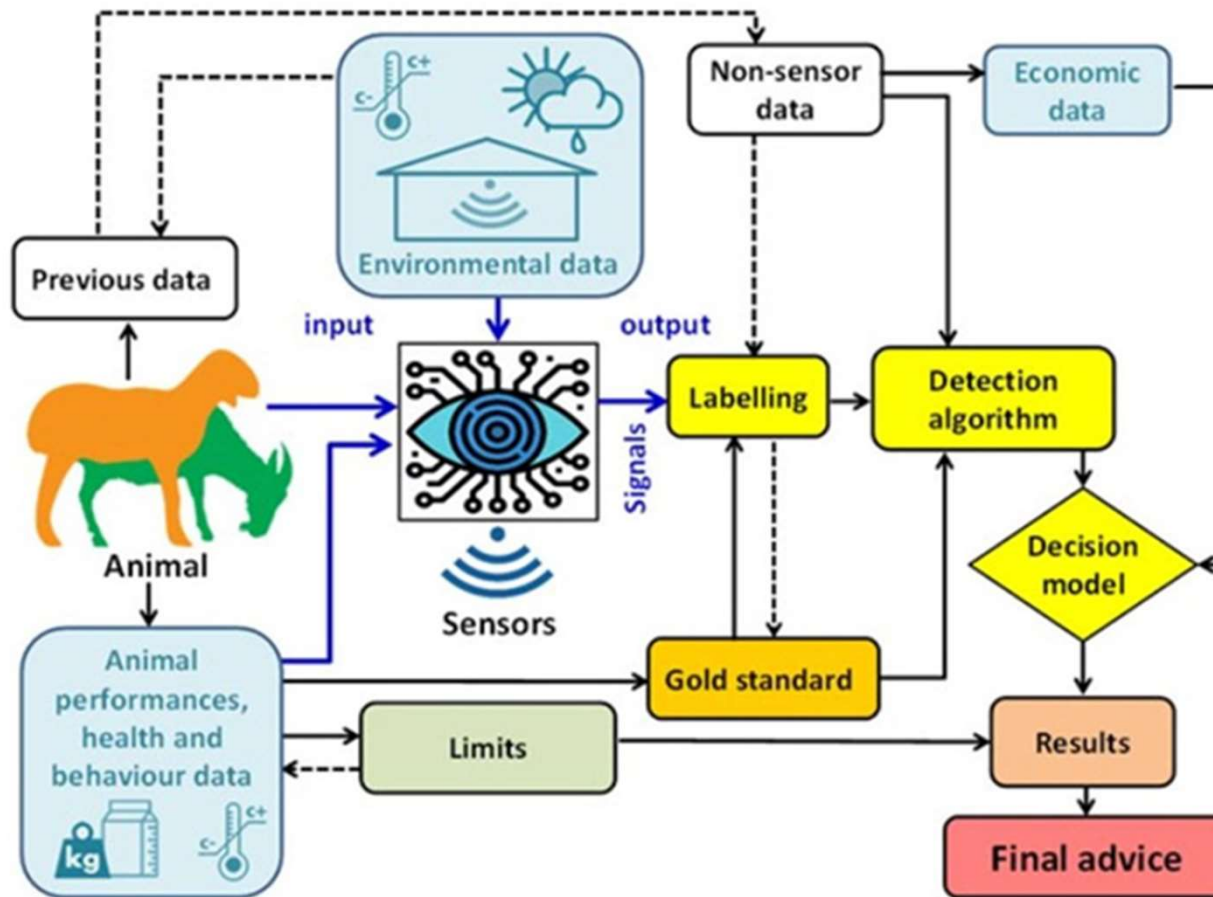 Non-sensor
data
Economic
data
c+
c-
Environmental data
Previous data
input
output
Signals
Labelling
Detection
algorithm
Animal
Sensors
Decision
model
Animal
performances,
health and
behaviour data
kg
c+
c-
Gold standard
Limits
Results
Final advice